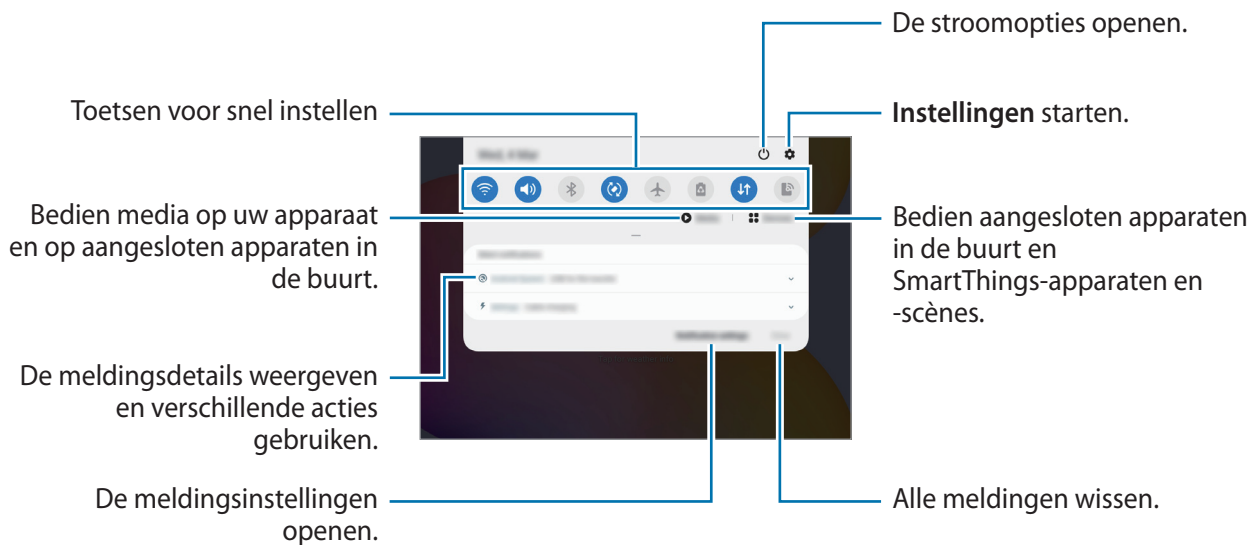 De stroomopties openen.
Toetsen voor snel instellen
Instellingen starten.
Bedien media op uw apparaat
en op aangesloten apparaten in
de buurt.
Bedien aangesloten apparaten
in de buurt en
SmartThings-apparaten en
-scènes.
De meldingsdetails weergeven
en verschillende acties
gebruiken.
De meldingsinstellingen
openen.
Alle meldingen wissen.